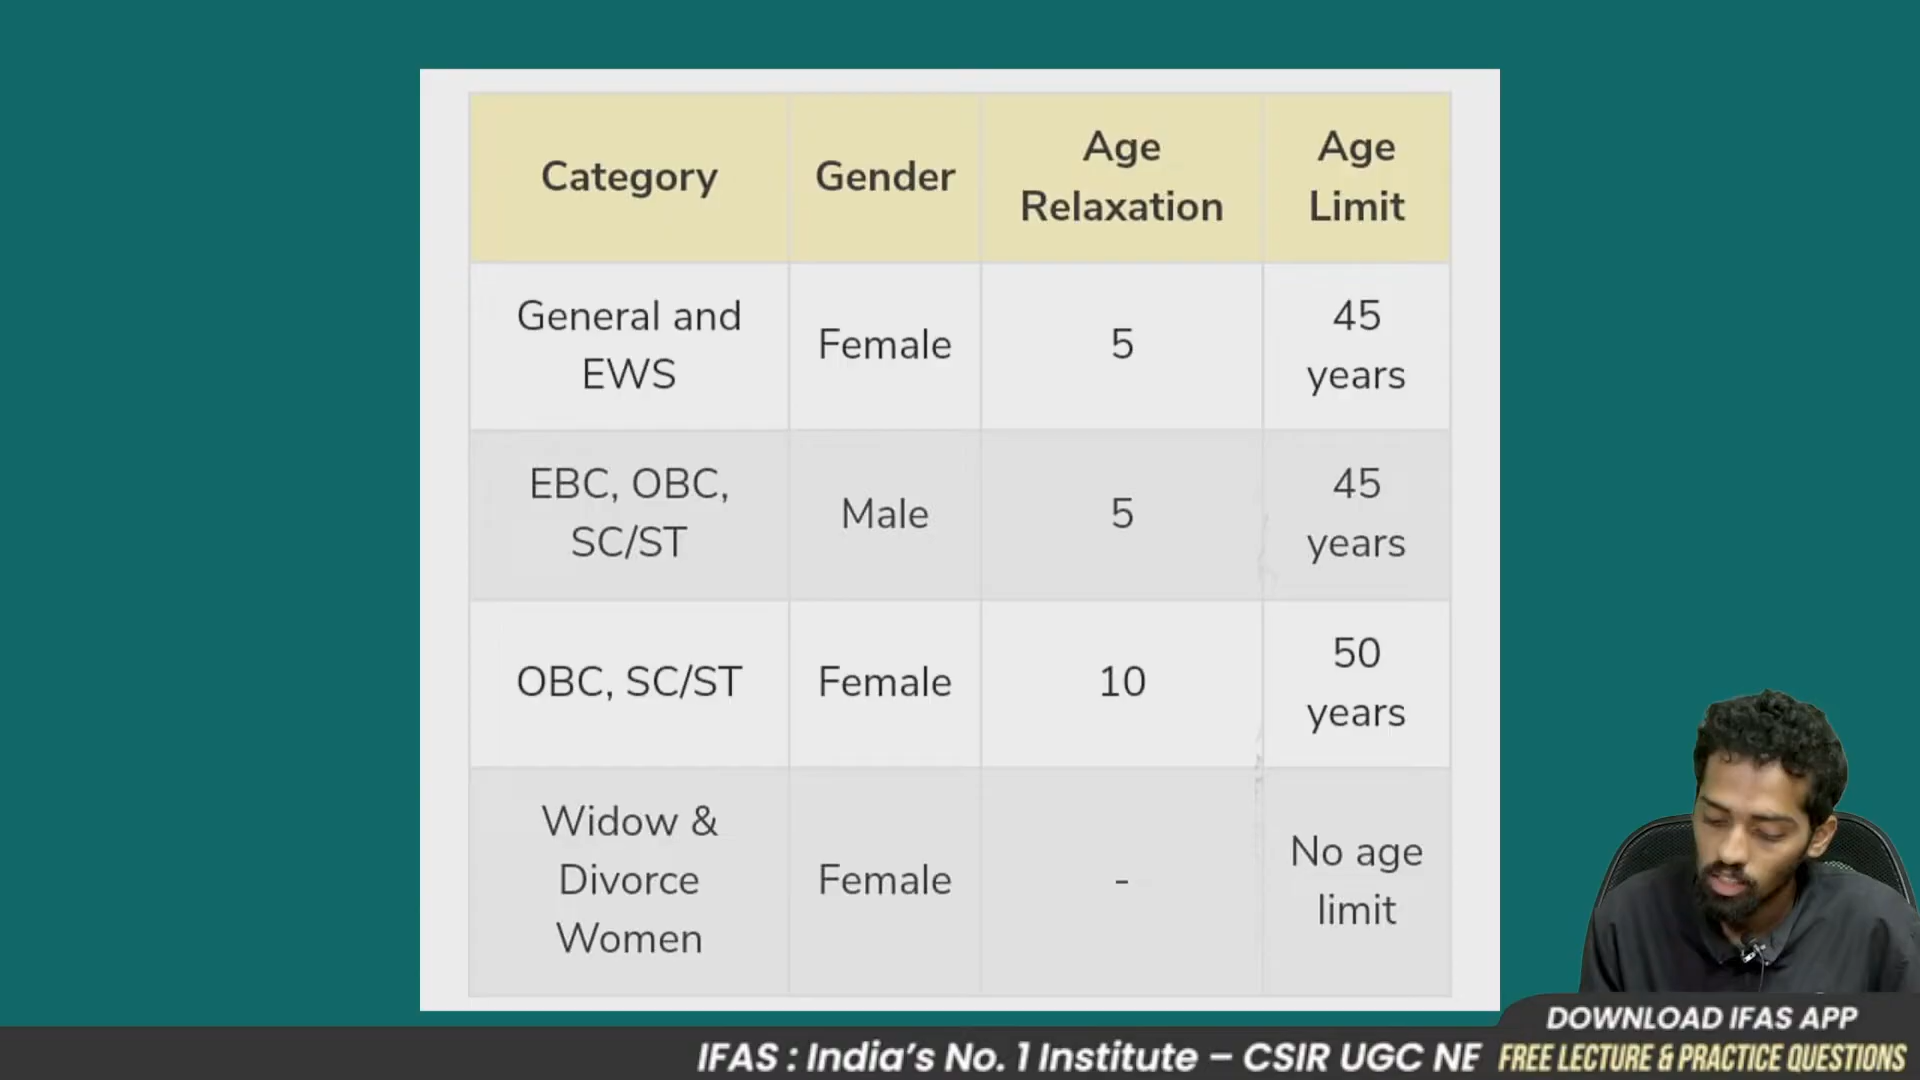 Category Gender Age Relaxation Age Limit
General and EWS Female 5 45 years
EBC, OBC, SC/ST Male 5 45 years
OBC, SC/ST Female 10 50 years
Widow & Divorce Women Female - No age limit
DOWNLOAD IFAS APP
IFAS : India's No. 1 Institute – CSIR UGC NE
FREE LECTURE & PRACTICE QUESTIONS